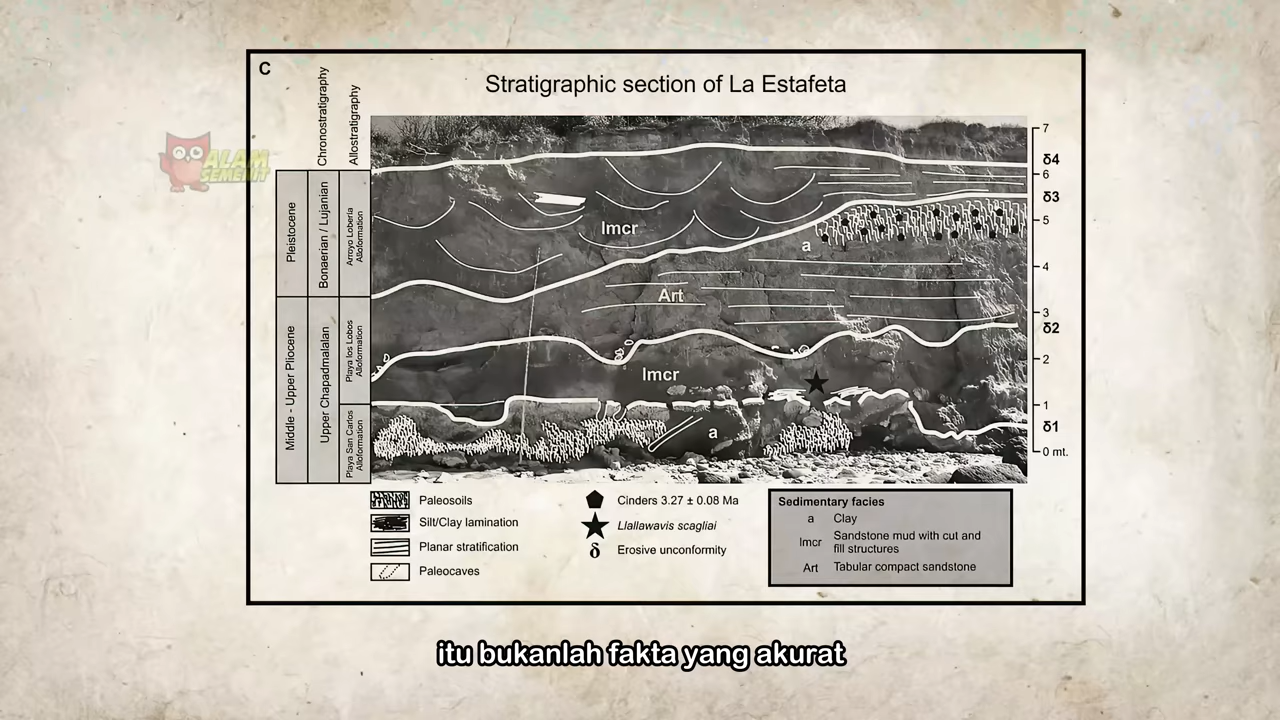 C
Stratigraphic section of La Estafeta
Chronostratigraphy
Allostratigraphy
ALAM
SEMENIT
Pleistocene
Bonaerian / Lujanian
Arroyo Lobería
Alloformation
Middle - Upper Pliocene
Upper Chapadmalalan
Playa los Lobos
Alloformation
Playa San Carlos
Alloformation
lmcr
a
Art
lmcr
a
7
δ4
6
δ3
5
4
3
δ2
2
1
δ1
0 mt.
Paleosoils
Silt/Clay lamination
Planar stratification
Paleocaves
Cinders 3.27 ± 0.08 Ma
Llallawavis scagliai
δ Erosive unconformity
Sedimentary facies
a Clay
lmcr Sandstone mud with cut and
fill structures
Art Tabular compact sandstone
itu bukanlah fakta yang akurat